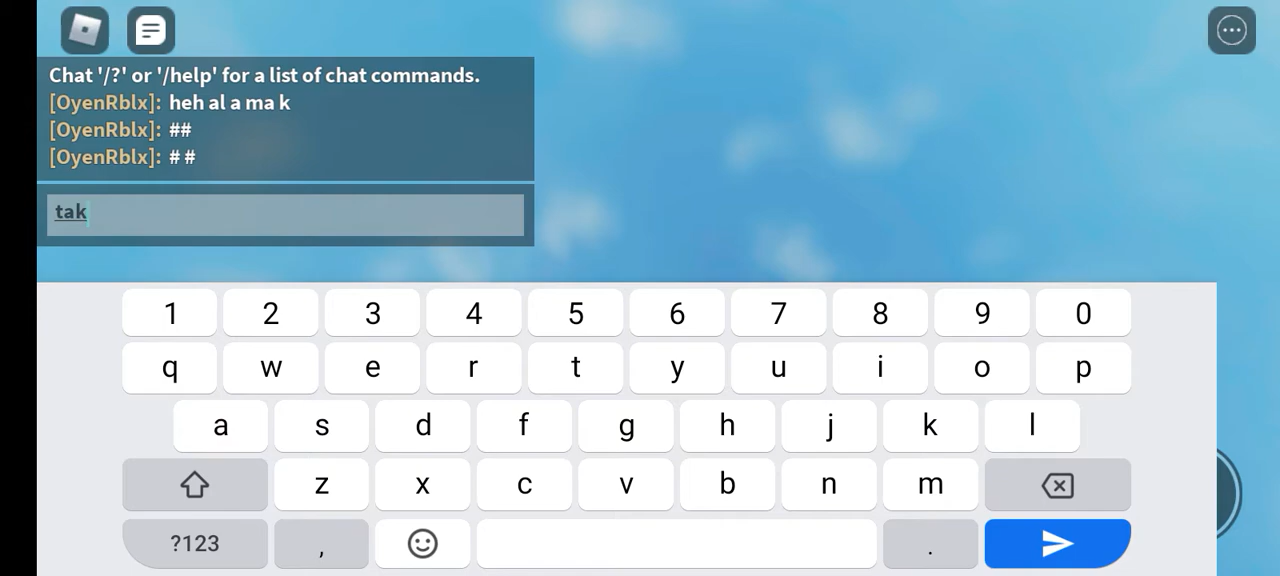 Chat '/?' or '/help' for a list of chat commands.
[OyenRblx]: heh al a ma k
[OyenRblx]: ##
[OyenRblx]: # #
tak
1 2 3 4 5 6 7 8 9 0
q w e r t y u i o p
a s d f g h j k l
z x c v b n m
?123 , .